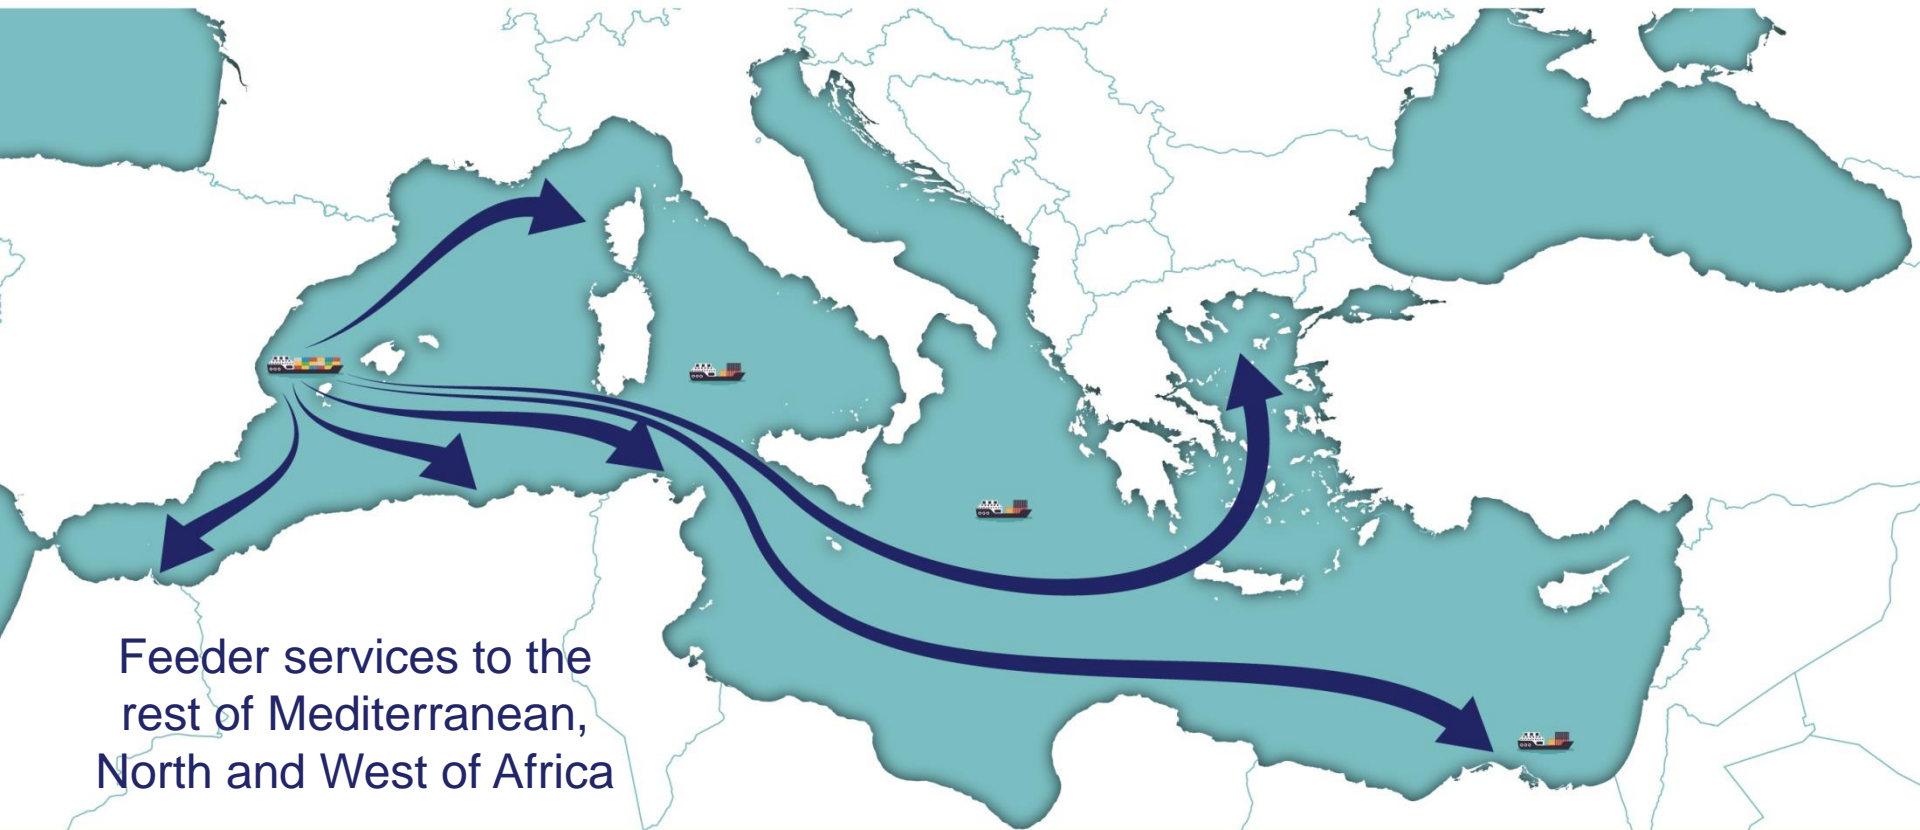 Feeder services to the
rest of Mediterranean,
North and West of Africa